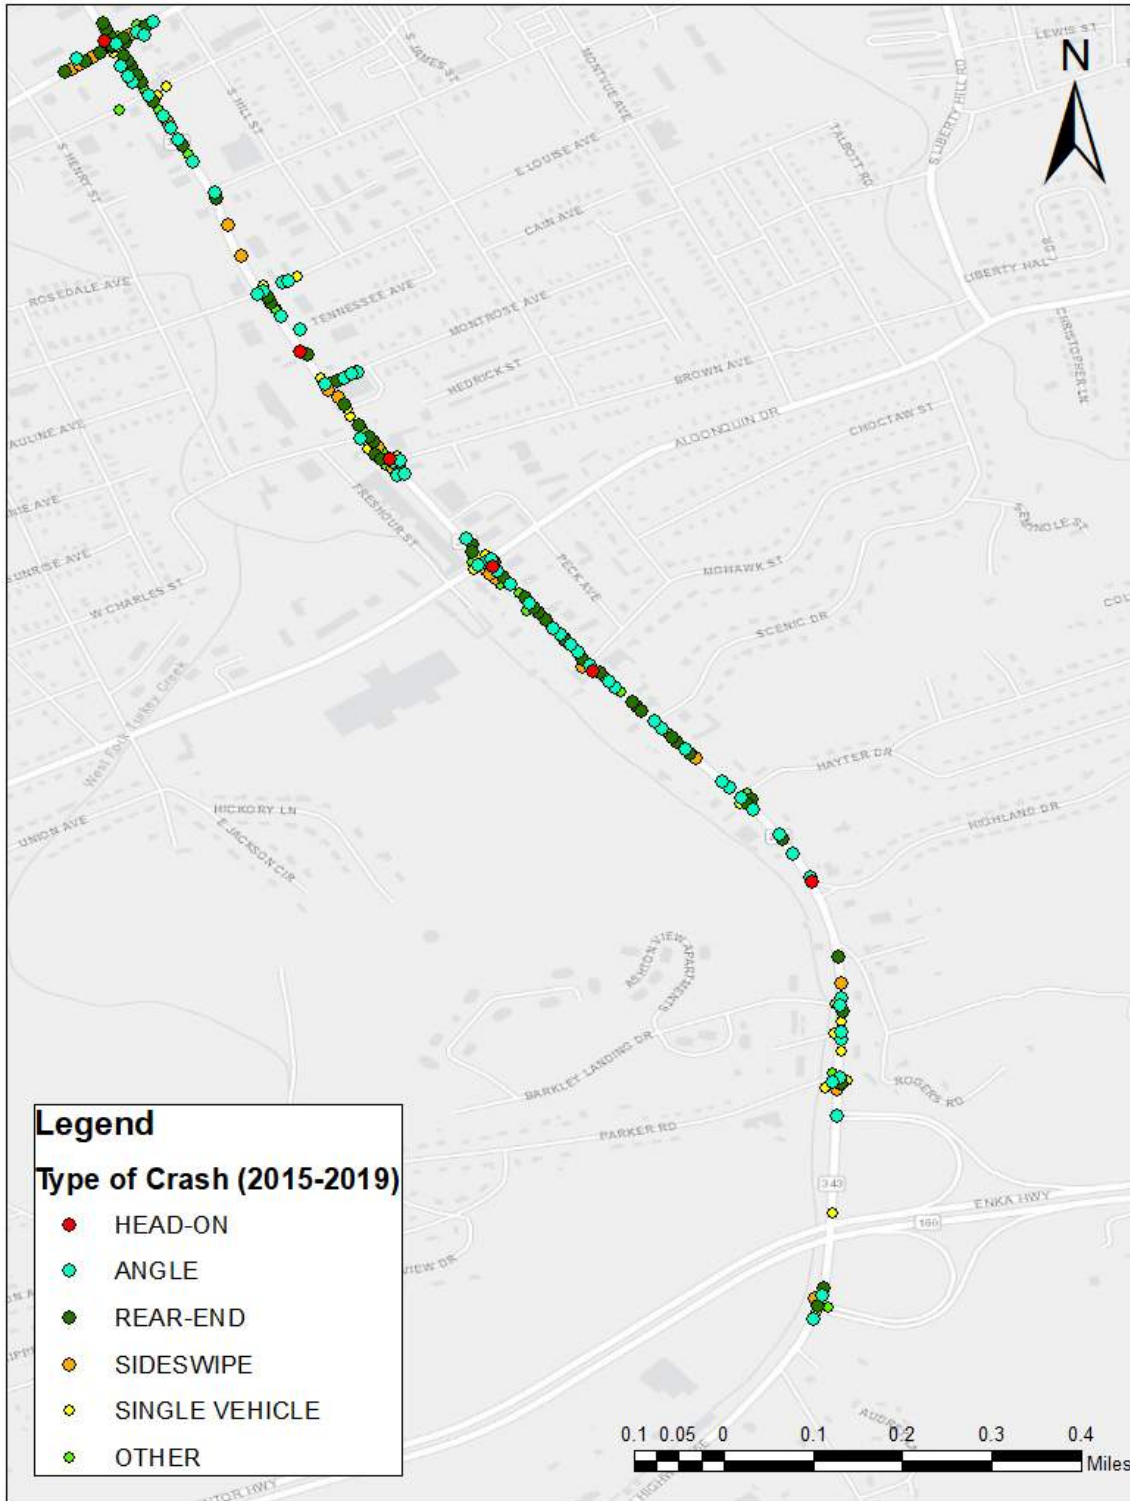 LEWIS ST
N
S JAMES ST
MONTVUE AVE
S LIBERTY HILL RD
S HILL ST
TALBOTT RD
S HENRY ST
E LOUISE AVE
CAIN AVE
LIBERTY HAL
ROSEDALE AVE
TENNESSEE AVE
MONTROSE AVE
CHRISTOPHER LN
HEDRICK ST
BROWN AVE
AULINE AVE
ALGONQUIN DR
CHOCTAW ST
NIE AVE
FRESHOUR ST
SEMINOLE ST
SUNRISE AVE
PECK AVE
MOHAWK ST
W CHARLES ST
COL
SCENIC DR
West Fork Turkey Creek
HAYTER DR
HICKORY LN
HIGHLAND DR
UNION AVE
E JACKSON CIR
ASHTON VIEW APARTMENTS
BARKLEY LANDING DR
ROGERS RD
PARKER RD
343
ENKA HWY
160
VIEW DR
Legend
Type of Crash (2015-2019)
HEAD-ON
ANGLE
REAR-END
SIDESWIPE
SINGLE VEHICLE
OTHER
0.1 0.05 0 0.1 0.2 0.3 0.4
Miles